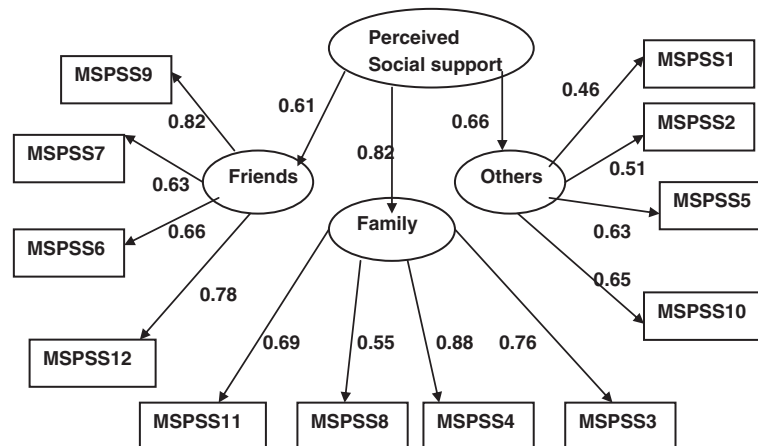 Perceived
Social support
MSPSS9
MSPSS1
0.61
0.46
0.82
0.66
MSPSS2
MSPSS7
0.82
0.51
0.63
Friends
Others
MSPSS5
0.66
Family
0.63
MSPSS6
0.78
0.65
MSPSS10
0.69
0.55
0.88
0.76
MSPSS12
MSPSS11
MSPSS8
MSPSS4
MSPSS3